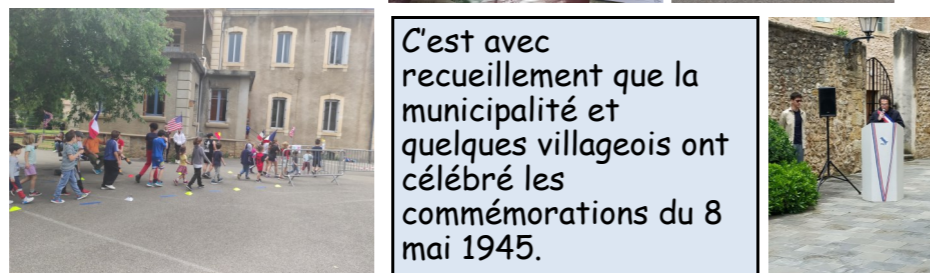 C'est avec
recueillement que la
municipalité et
quelques villageois ont
célébré les
commémorations du 8
mai 1945.